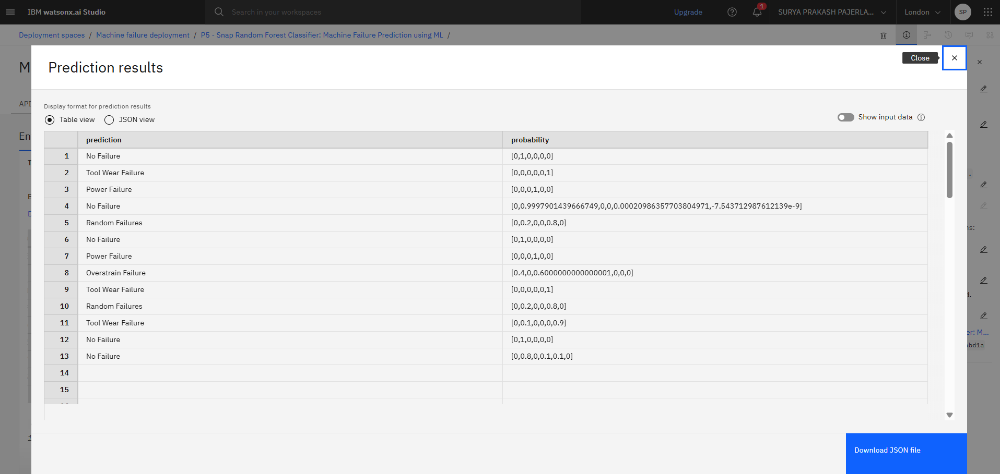 IBM watsonx.ai Studio
Search in your workspaces
Upgrade
1
SURYA PRAKASH PAJERLA...
London
SP
Deployment spaces / Machine failure deployment / P5 - Snap Random Forest Classifier: Machine Failure Prediction using ML /
M
Prediction results
Close
API
Display format for prediction results
Table view
JSON view
Show input data
En
prediction probability
1 No Failure [0,1,0,0,0,0]
2 Tool Wear Failure [0,0,0,0,0,1]
3 Power Failure [0,0,0,1,0,0]
4 No Failure [0,0.9997901439666749,0,0,0.00020986357703804971,-7.543712987612139e-9]
5 Random Failures [0,0.2,0,0,0.8,0]
6 No Failure [0,1,0,0,0,0]
7 Power Failure [0,0,0,1,0,0]
8 Overstrain Failure [0.4,0,0.6000000000000001,0,0,0]
9 Tool Wear Failure [0,0,0,0,0,1]
10 Random Failures [0,0.2,0,0,0.8,0]
11 Tool Wear Failure [0,0.1,0,0,0,0.9]
12 No Failure [0,1,0,0,0,0]
13 No Failure [0,0.8,0,0.1,0.1,0]
14
15
ns:
d.
er: M...
abd1a
Download JSON file